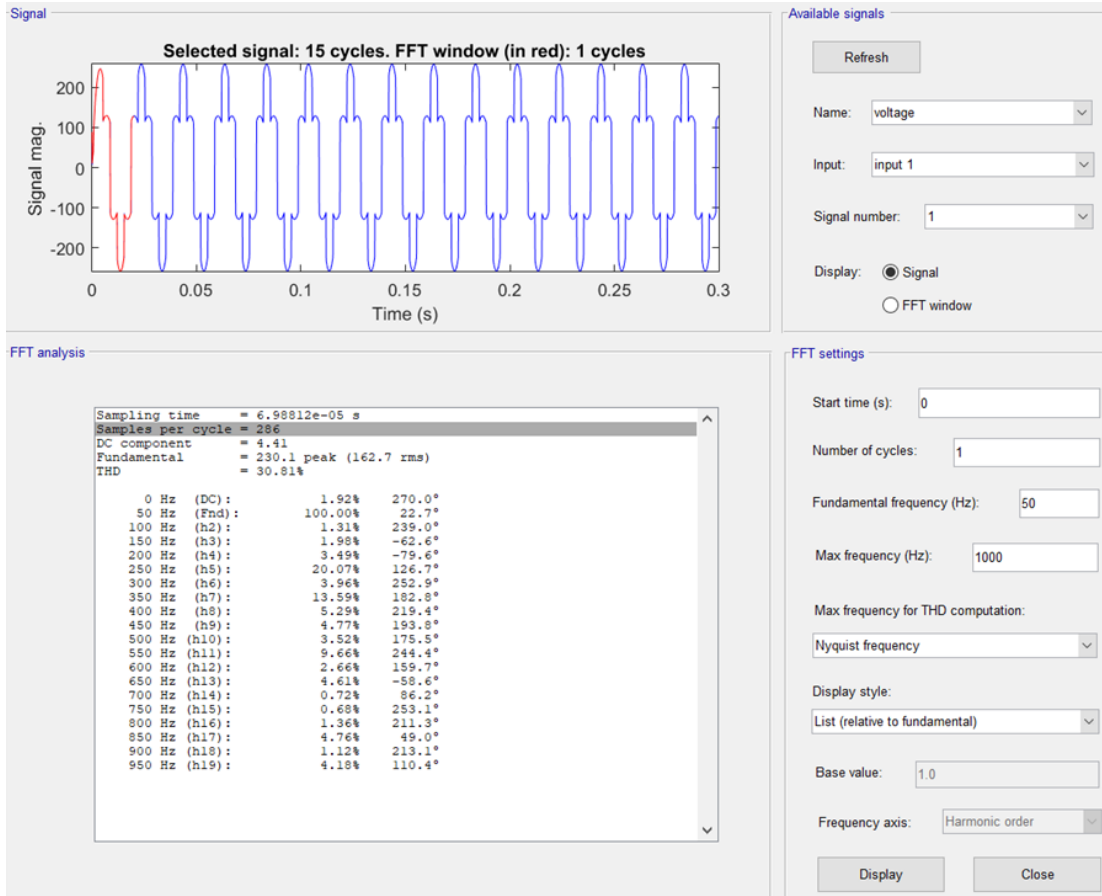 Signal
Selected signal: 15 cycles. FFT window (in red): 1 cycles
200
100
0
-100
-200
Signal mag.
0 0.05 0.1 0.15 0.2 0.25 0.3
Time (s)
Available signals
Refresh
Name: voltage
Input: input 1
Signal number: 1
Display: Signal
FFT window
FFT analysis
Sampling time = 6.98812e-05 s
Samples per cycle = 286
DC component = 4.41
Fundamental = 230.1 peak (162.7 rms)
THD = 30.81%
0 Hz (DC): 1.92% 270.0°
50 Hz (Fnd): 100.00% 22.7°
100 Hz (h2): 1.31% 239.0°
150 Hz (h3): 1.98% -62.6°
200 Hz (h4): 3.49% -79.6°
250 Hz (h5): 20.07% 126.7°
300 Hz (h6): 3.96% 252.9°
350 Hz (h7): 13.59% 182.8°
400 Hz (h8): 5.29% 219.4°
450 Hz (h9): 4.77% 193.8°
500 Hz (h10): 3.52% 175.5°
550 Hz (h11): 9.66% 244.4°
600 Hz (h12): 2.66% 159.7°
650 Hz (h13): 4.61% -58.6°
700 Hz (h14): 0.72% 86.2°
750 Hz (h15): 0.68% 253.1°
800 Hz (h16): 1.36% 211.3°
850 Hz (h17): 4.76% 49.0°
900 Hz (h18): 1.12% 213.1°
950 Hz (h19): 4.18% 110.4°
FFT settings
Start time (s): 0
Number of cycles: 1
Fundamental frequency (Hz): 50
Max frequency (Hz): 1000
Max frequency for THD computation:
Nyquist frequency
Display style:
List (relative to fundamental)
Base value: 1.0
Frequency axis: Harmonic order
Display Close